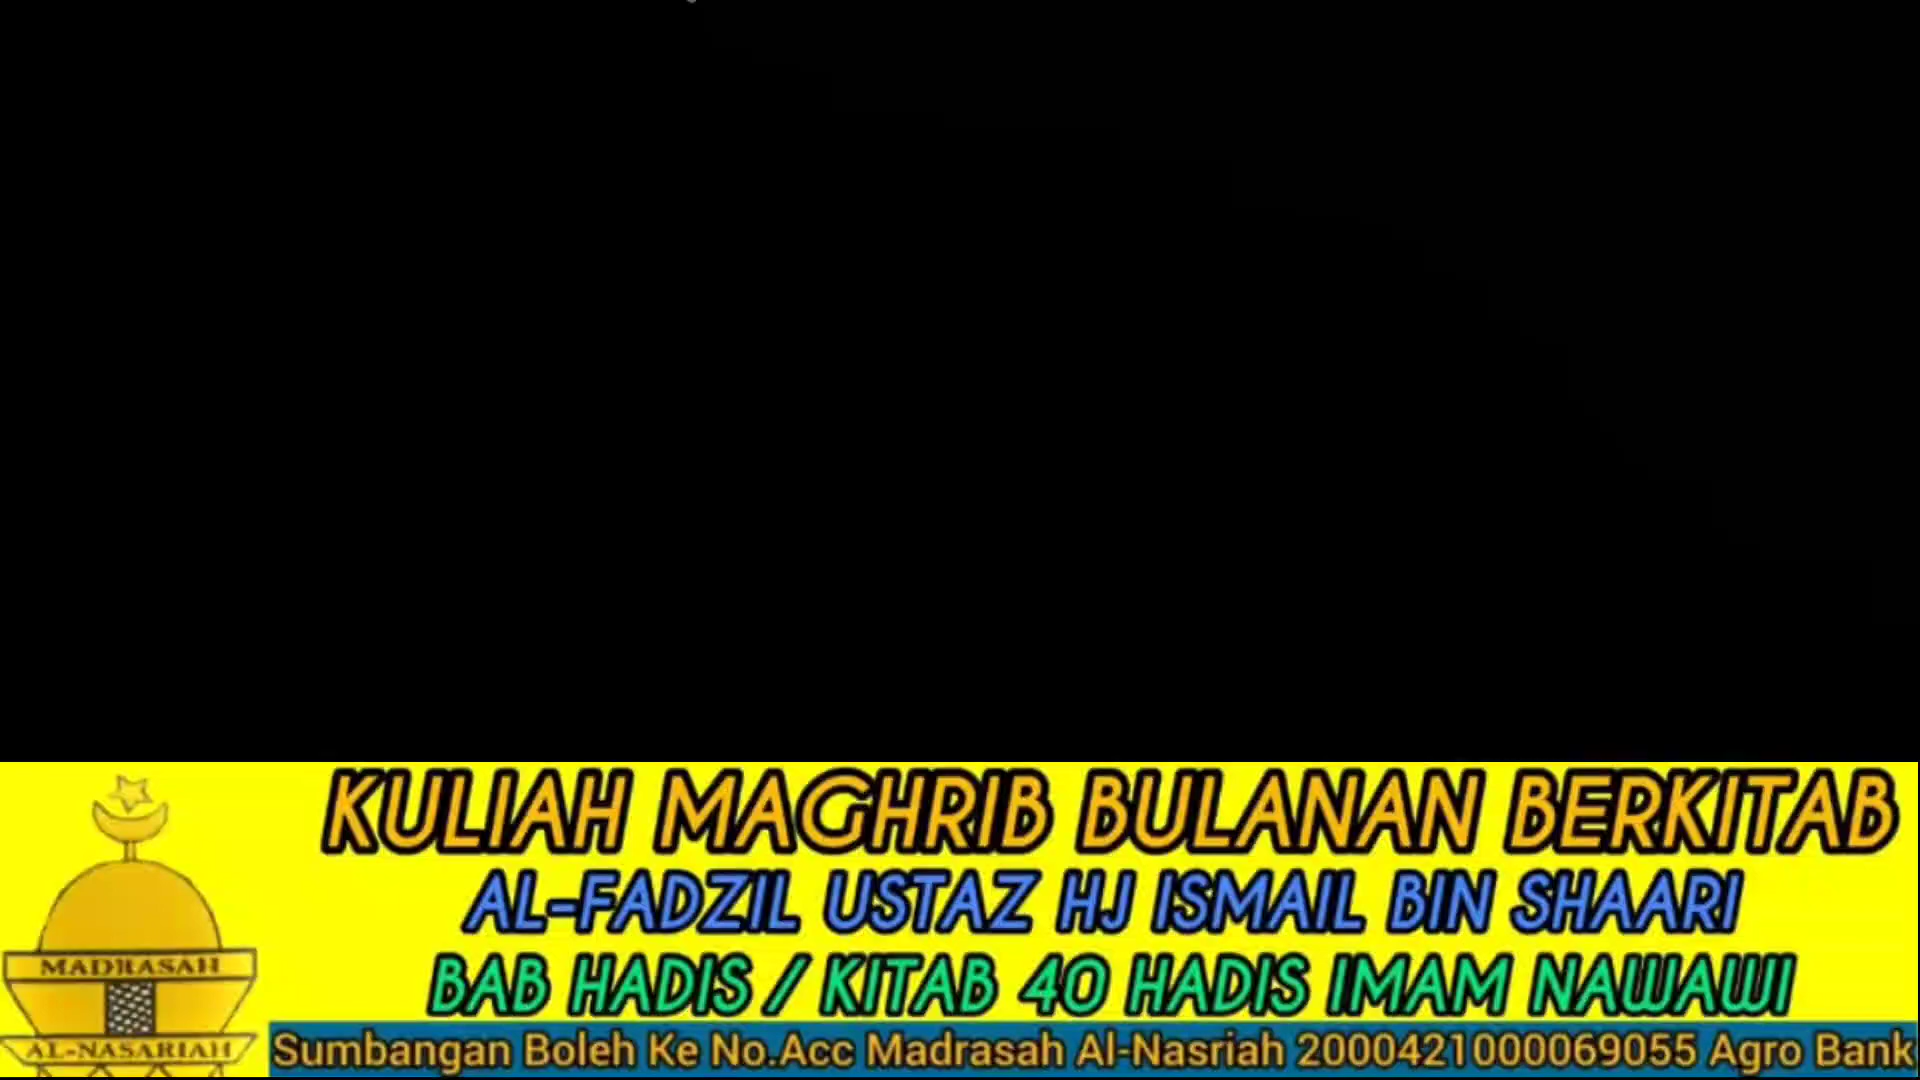 KULIAH MAGHRIB BULANAN BERKITAB
AL-FADZIL USTAZ HJ ISMAIL BIN SHAARI
BAB HADIS / KITAB 40 HADIS IMAM NAWAWI
MADRASAH
AL-NASARIAH
Sumbangan Boleh Ke No.Acc Madrasah Al-Nasriah 2000421000069055 Agro Bank